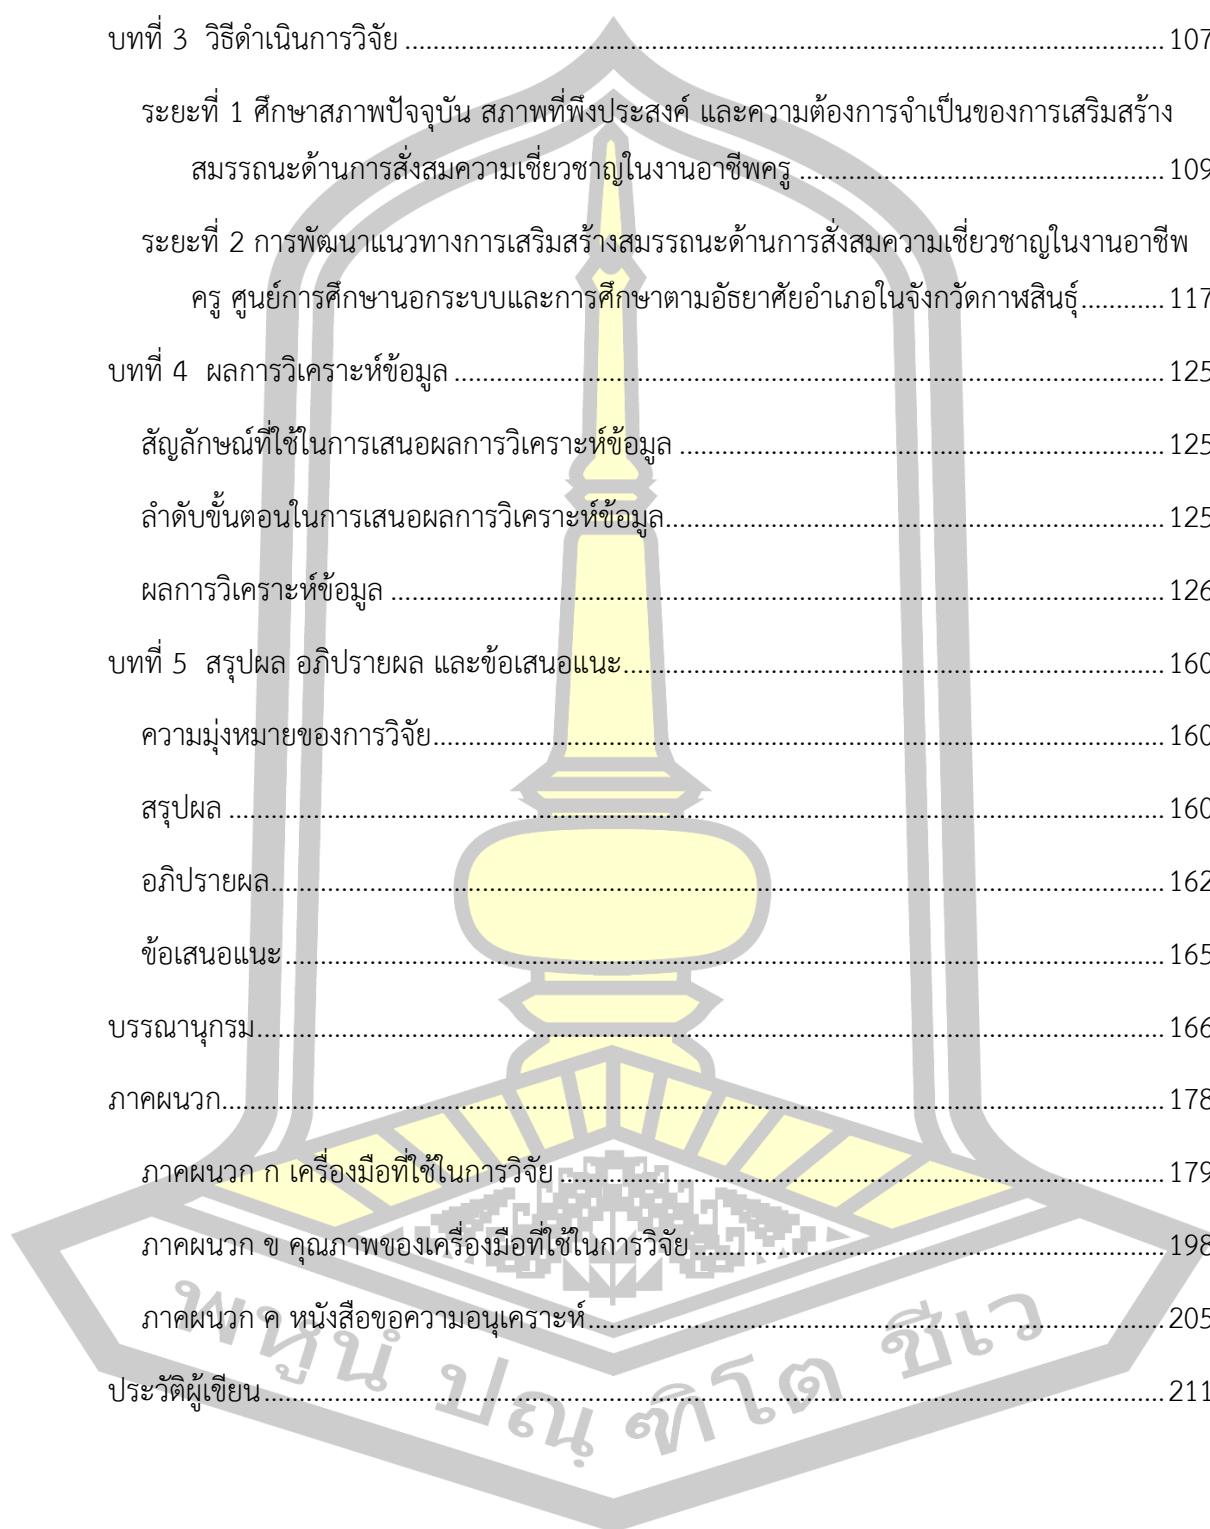 บทที่ 3 วิธีดำเนินการวิจัย ........ 107
ระยะที่ 1 ศึกษาสภาพปัจจุบัน สภาพที่พึงประสงค์ และความต้องการจำเป็นของการเสริมสร้าง
สมรรถนะด้านการสั่งสมความเชี่ยวชาญในงานอาชีพครู ........ 109
ระยะที่ 2 การพัฒนาแนวทางการเสริมสร้างสมรรถนะด้านการสั่งสมความเชี่ยวชาญในงานอาชีพ
ครู ศูนย์การศึกษานอกระบบและการศึกษาตามอัธยาศัยอำเภอในจังกวัดกาฬสินธุ์ ........ 117
บทที่ 4 ผลการวิเคราะห์ข้อมูล ........ 125
สัญลักษณ์ที่ใช้ในการเสนอผลการวิเคราะห์ข้อมูล ........ 125
ลำดับขั้นตอนในการเสนอผลการวิเคราะห์ข้อมูล ........ 125
ผลการวิเคราะห์ข้อมูล ........ 126
บทที่ 5 สรุปผล อภิปรายผล และข้อเสนอแนะ ........ 160
ความมุ่งหมายของการวิจัย ........ 160
สรุปผล ........ 160
อภิปรายผล ........ 162
ข้อเสนอแนะ ........ 165
บรรณานุกรม ........ 166
ภาคผนวก ........ 178
ภาคผนวก ก เครื่องมือที่ใช้ในการวิจัย ........ 179
ภาคผนวก ข คุณภาพของเครื่องมือที่ใช้ในการวิจัย ........ 198
ภาคผนวก ค หนังสือขอความอนุเคราะห์ ........ 205
ประวัติผู้เขียน ........ 211
พหูนํ ปณฺ ฑิโต ชีเว